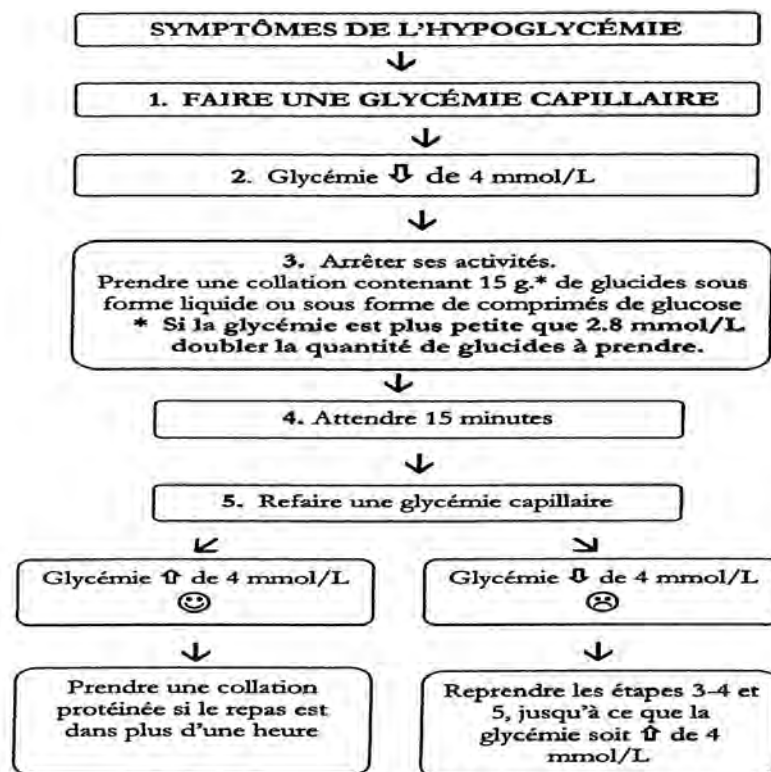 SYMPTÔMES DE L'HYPOGLYCÉMIE
1. FAIRE UNE GLYCÉMIE CAPILLAIRE
2. Glycémie ⇩ de 4 mmol/L
3. Arrêter ses activités.
Prendre une collation contenant 15 g.* de glucides sous
forme liquide ou sous forme de comprimés de glucose
* Si la glycémie est plus petite que 2.8 mmol/L
doubler la quantité de glucides à prendre.
4. Attendre 15 minutes
5. Refaire une glycémie capillaire
Glycémie ⇧ de 4 mmol/L
☺
Prendre une collation
protéinée si le repas est
dans plus d'une heure
Glycémie ⇩ de 4 mmol/L
☹
Reprendre les étapes 3-4 et
5, jusqu'à ce que la
glycémie soit ⇧ de 4
mmol/L